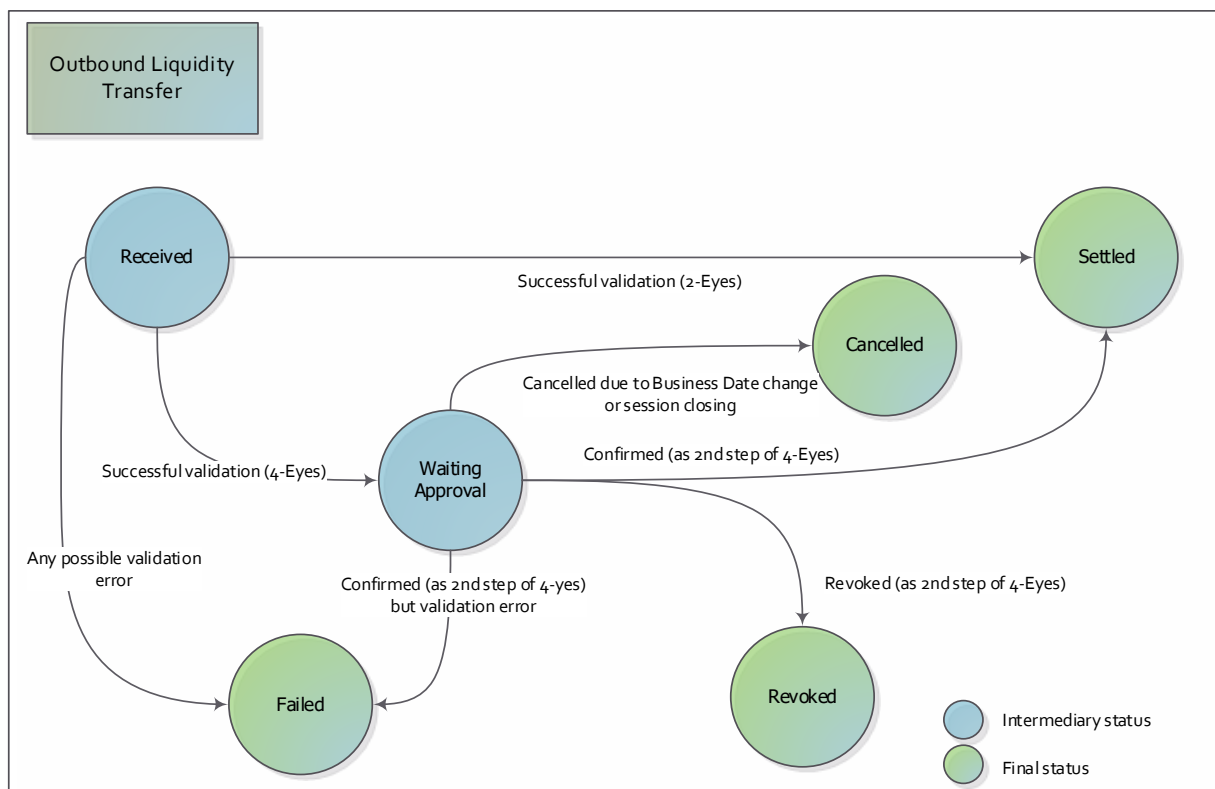 Outbound Liquidity
Transfer
Received
Settled
Successful validation (2-Eyes)
Cancelled
Cancelled due to Business Date change
or session closing
Confirmed (as 2nd step of 4-Eyes)
Successful validation (4-Eyes)
Waiting
Approval
Any possible validation
error
Confirmed (as 2nd step of 4-yes)
but validation error
Revoked (as 2nd step of 4-Eyes)
Failed
Revoked
Intermediary status
Final status